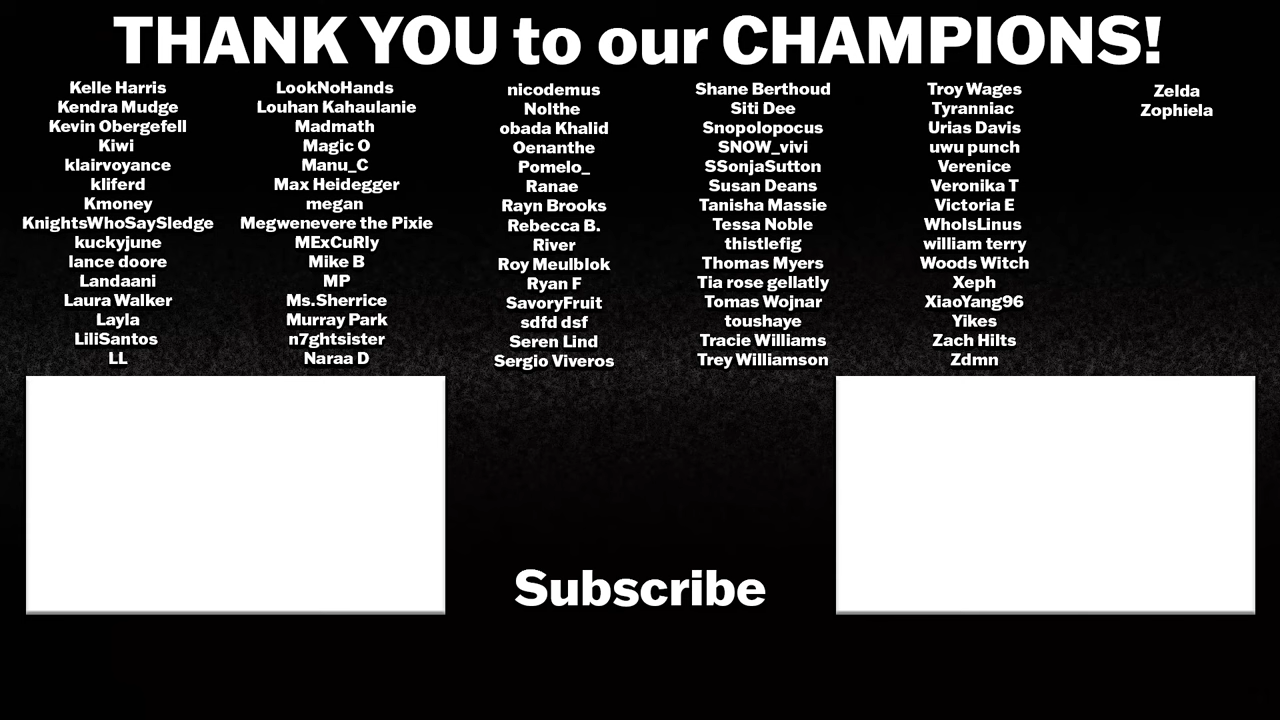 THANK YOU to our CHAMPIONS!
Kelle Harris
Kendra Mudge
Kevin Obergefell
Kiwi
klairvoyance
kliferd
Kmoney
KnightsWhoSaySledge
kuckyjune
lance doore
Landaani
Laura Walker
Layla
LiliSantos
LL
LookNoHands
Louhan Kahaulanie
Madmath
Magic O
Manu_C
Max Heidegger
megan
Megwenevere the Pixie
MExCuRly
Mike B
MP
Ms.Sherrice
Murray Park
n7ghtsister
Naraa D
nicodemus
Nolthe
obada Khalid
Oenanthe
Pomelo_
Ranae
Rayn Brooks
Rebecca B.
River
Roy Meulblok
Ryan F
SavoryFruit
sdfd dsf
Seren Lind
Sergio Viveros
Shane Berthoud
Siti Dee
Snopolopocus
SNOW_vivi
SSonjaSutton
Susan Deans
Tanisha Massie
Tessa Noble
thistlefig
Thomas Myers
Tia rose gellatly
Tomas Wojnar
toushaye
Tracie Williams
Trey Williamson
Troy Wages
Tyranniac
Urias Davis
uwu punch
Verenice
Veronika T
Victoria E
WhoIsLinus
william terry
Woods Witch
Xeph
XiaoYang96
Yikes
Zach Hilts
Zdmn
Zelda
Zophiela
Subscribe